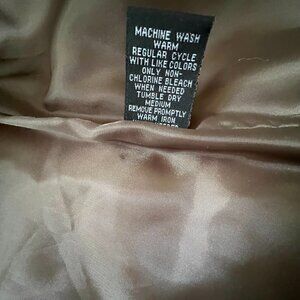 MACHINE WASH
WARM
REGULAR CYCLE
WITH LIKE COLORS
ONLY NON-
CHLORINE BLEACH
WHEN NEEDED
TUMBLE DRY
MEDIUM
REMOVE PROMPTLY
WARM IRON